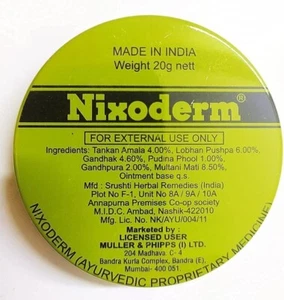 MADE IN INDIA
Weight 20g nett
Nixoderm®
FOR EXTERNAL USE ONLY
Ingredients: Tankan Amala 4.00%, Lobhan Pushpa 6.00%,
Gandhak 4.60%, Pudina Phool 1.00%,
Gandhpura 2.00%, Multani Mati 8.50%,
Ointment base q.s.
Mfd : Srushti Herbal Remedies (India)
Plot No F-1, Unit No 8A / 9A / 10A
Annapurna Premises Co-op society
M.I.D.C. Ambad, Nashik-422010
Mfg. Lic. No. NK/AYU/004/11
Marketed by:
LICENSED USER
MULLER & PHIPPS (I) LTD.
204 Madhava. C- 4
Bandra Kurla Complex, Bandra (E),
Mumbai- 400 051.
NIXODERM (AYURVEDIC PROPRIETARY MEDICINE)